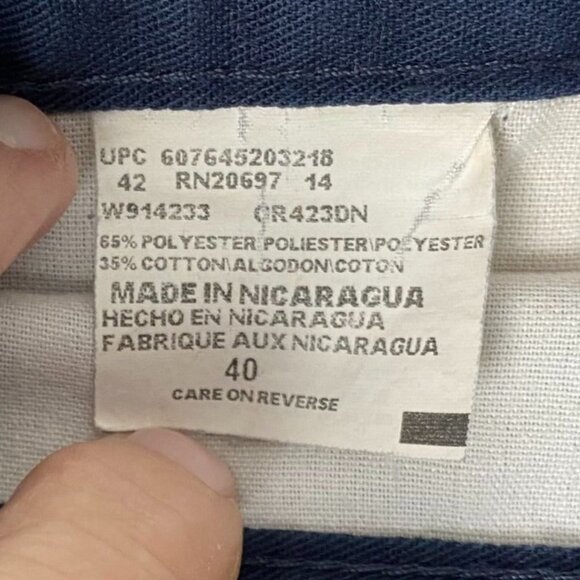 UPC 607645203218
42 RN20697 14
W914233 CR423DN
65% POLYESTER\POLIESTER\POLYESTER
35% COTTON\ALGODON\COTON
MADE IN NICARAGUA
HECHO EN NICARAGUA
FABRIQUE AUX NICARAGUA
40
CARE ON REVERSE